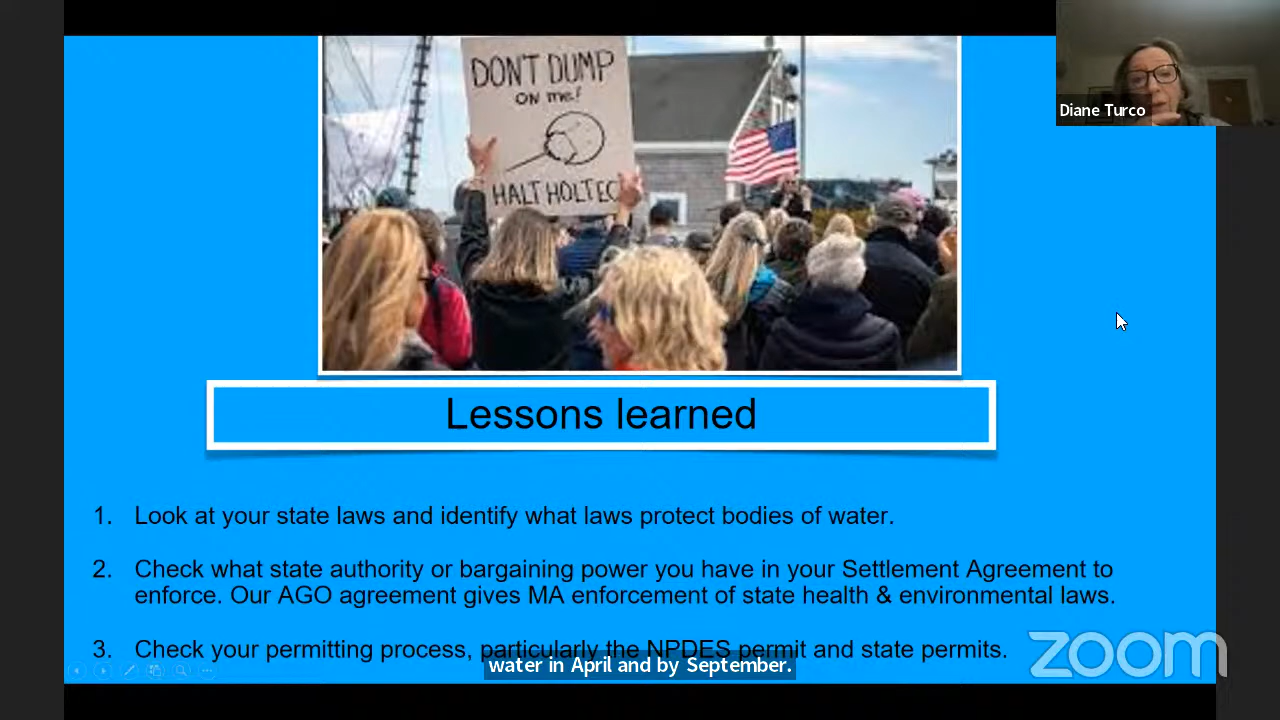 DON'T DUMP
ON me!
HALT HOLTEC
Diane Turco
Lessons learned
1. Look at your state laws and identify what laws protect bodies of water.
2. Check what state authority or bargaining power you have in your Settlement Agreement to
enforce. Our AGO agreement gives MA enforcement of state health & environmental laws.
3. Check your permitting process, particularly the NPDES permit and state permits.
water in April and by September.
zoom